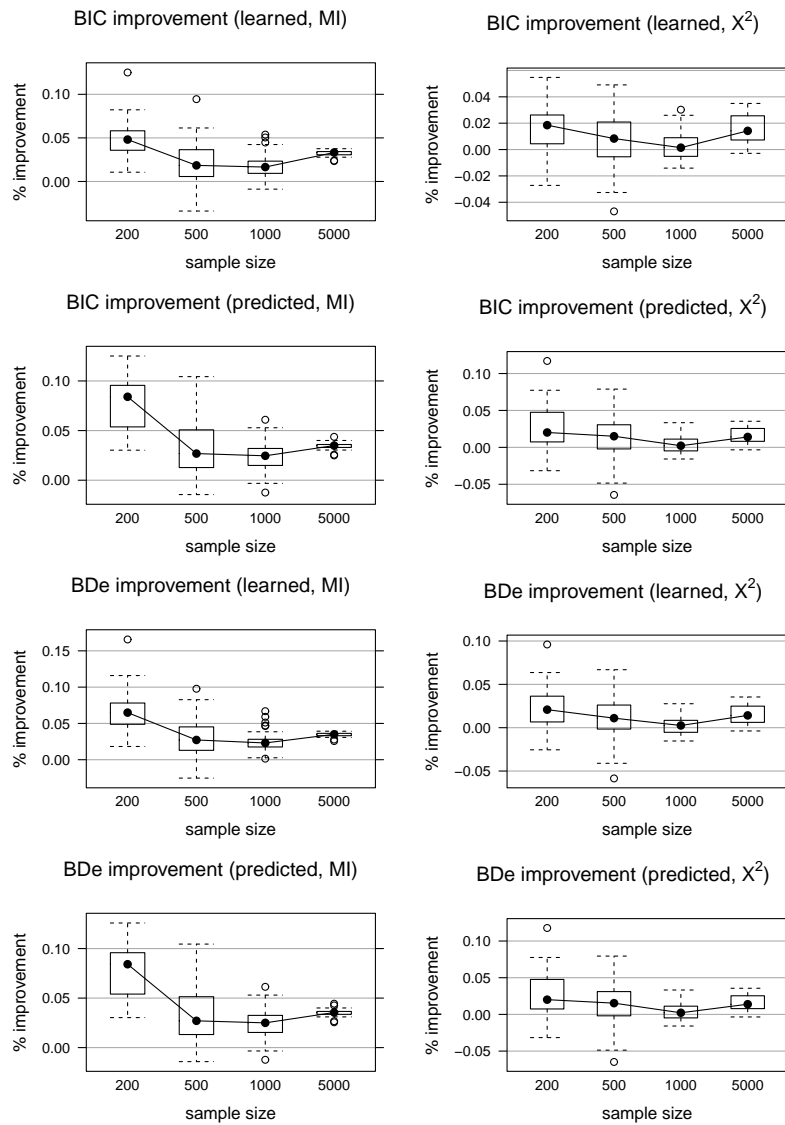 BIC improvement (learned, MI)
% improvement
0.10
0.05
0.00
200 500 1000 5000
sample size
BIC improvement (learned, X²)
% improvement
0.04
0.02
0.00
−0.02
−0.04
200 500 1000 5000
sample size
BIC improvement (predicted, MI)
% improvement
0.10
0.05
0.00
200 500 1000 5000
sample size
BIC improvement (predicted, X²)
% improvement
0.10
0.05
0.00
−0.05
200 500 1000 5000
sample size
BDe improvement (learned, MI)
% improvement
0.15
0.10
0.05
0.00
200 500 1000 5000
sample size
BDe improvement (learned, X²)
% improvement
0.10
0.05
0.00
−0.05
200 500 1000 5000
sample size
BDe improvement (predicted, MI)
% improvement
0.10
0.05
0.00
200 500 1000 5000
sample size
BDe improvement (predicted, X²)
% improvement
0.10
0.05
0.00
−0.05
200 500 1000 5000
sample size